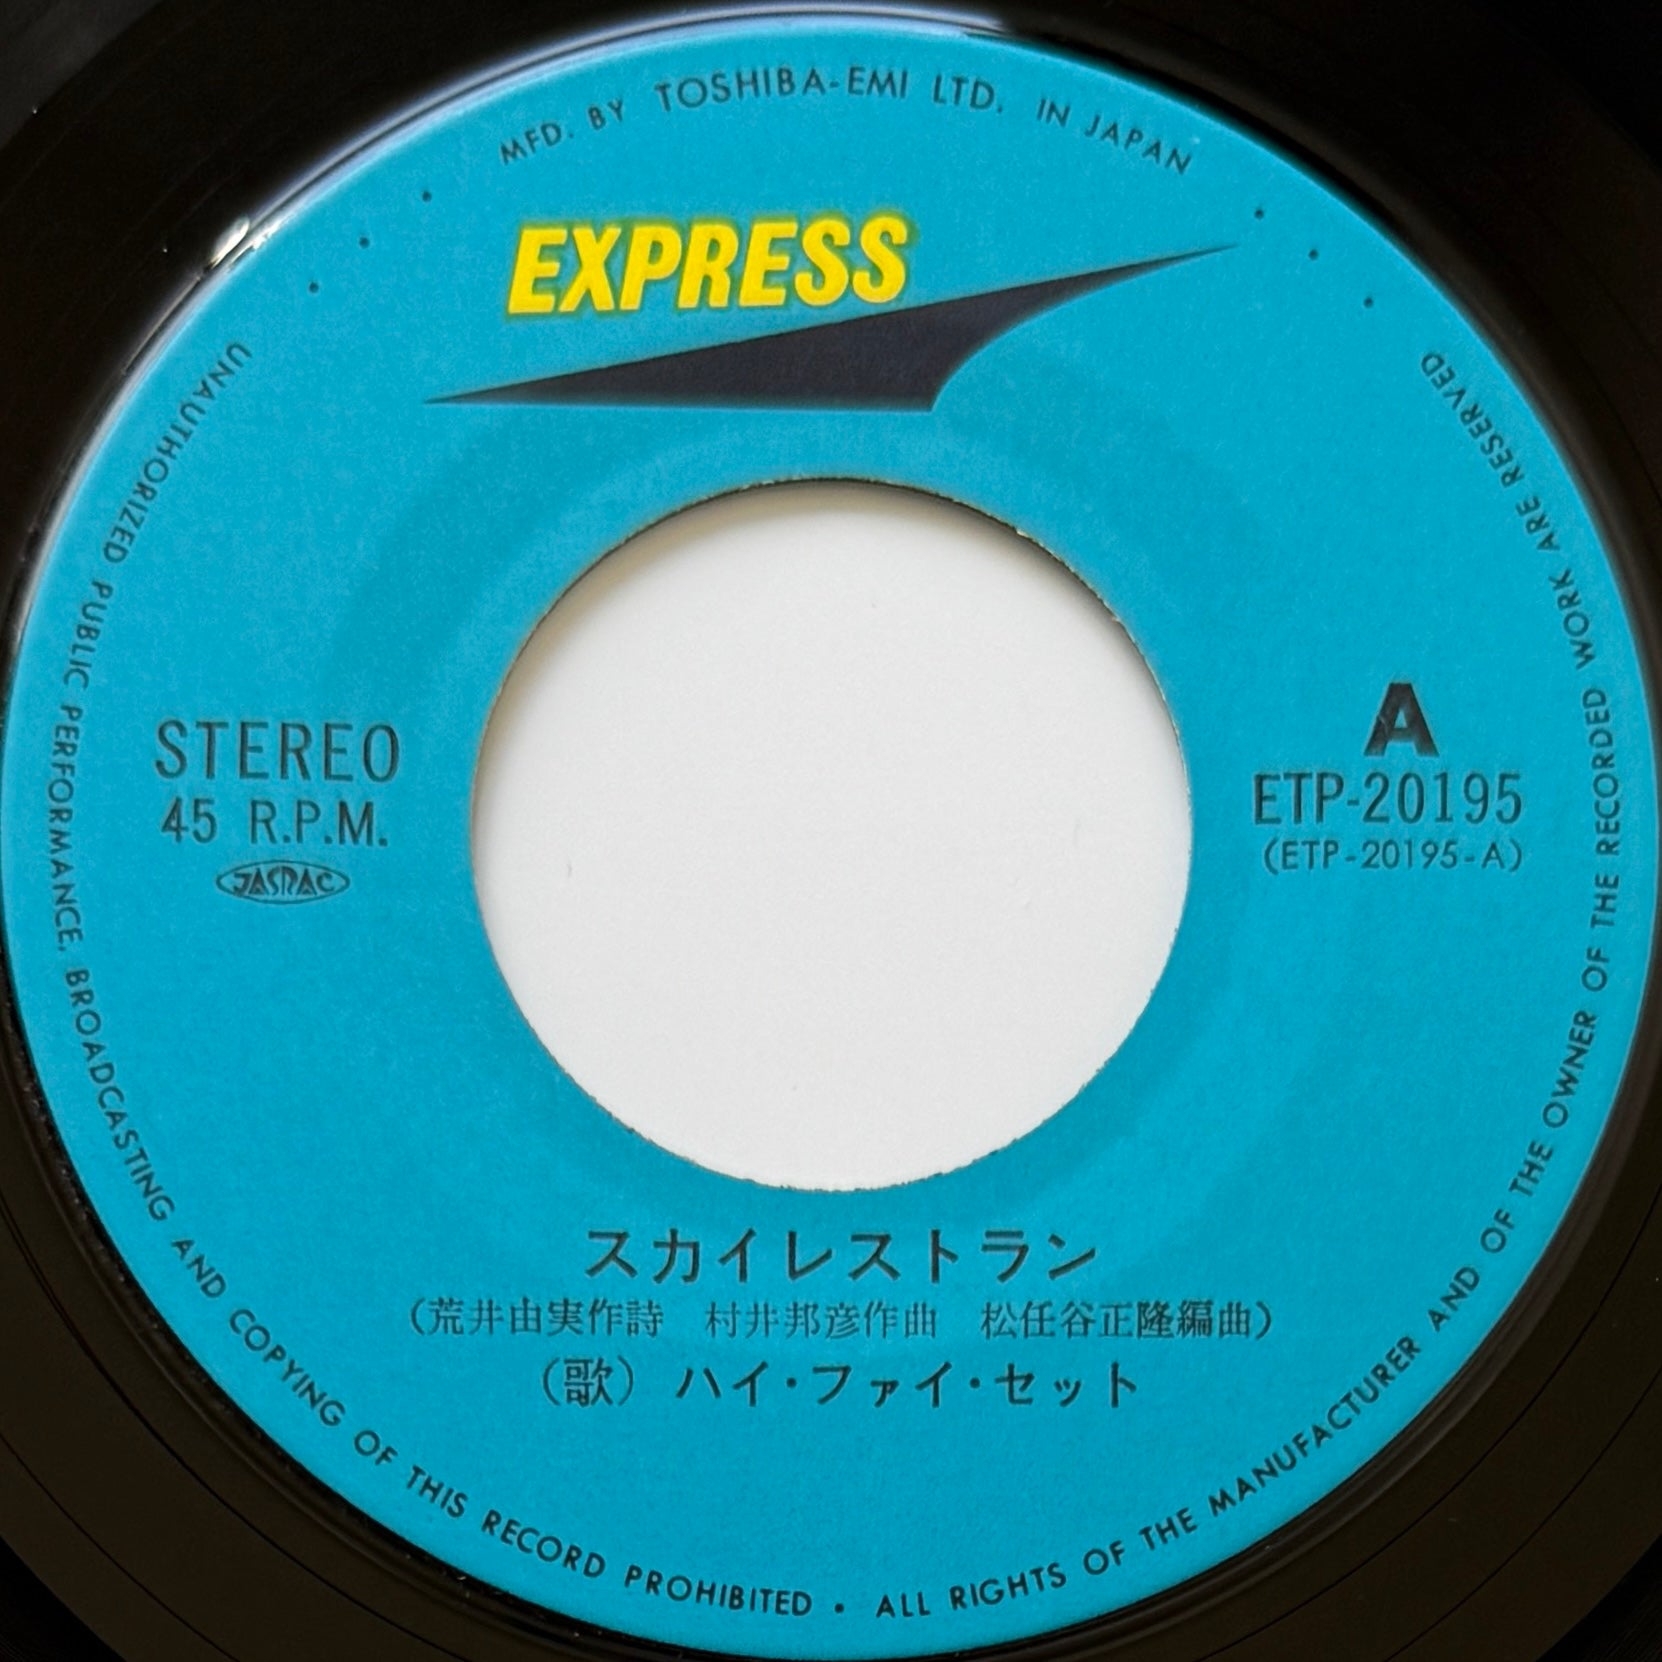 MFD. BY TOSHIBA-EMI LTD. IN JAPAN
EXPRESS
STEREO
45 R.P.M.
JASRAC
A
ETP-20195
(ETP-20195-A)
スカイレストラン
(荒井由実作詩 村井邦彦作曲 松任谷正隆編曲)
(歌) ハイ・ファイ・セット
UNAUTHORIZED PUBLIC PERFORMANCE, BROADCASTING AND COPYING OF THIS RECORD PROHIBITED • ALL RIGHTS OF THE MANUFACTURER AND OF THE OWNER OF THE RECORDED WORK ARE RESERVED